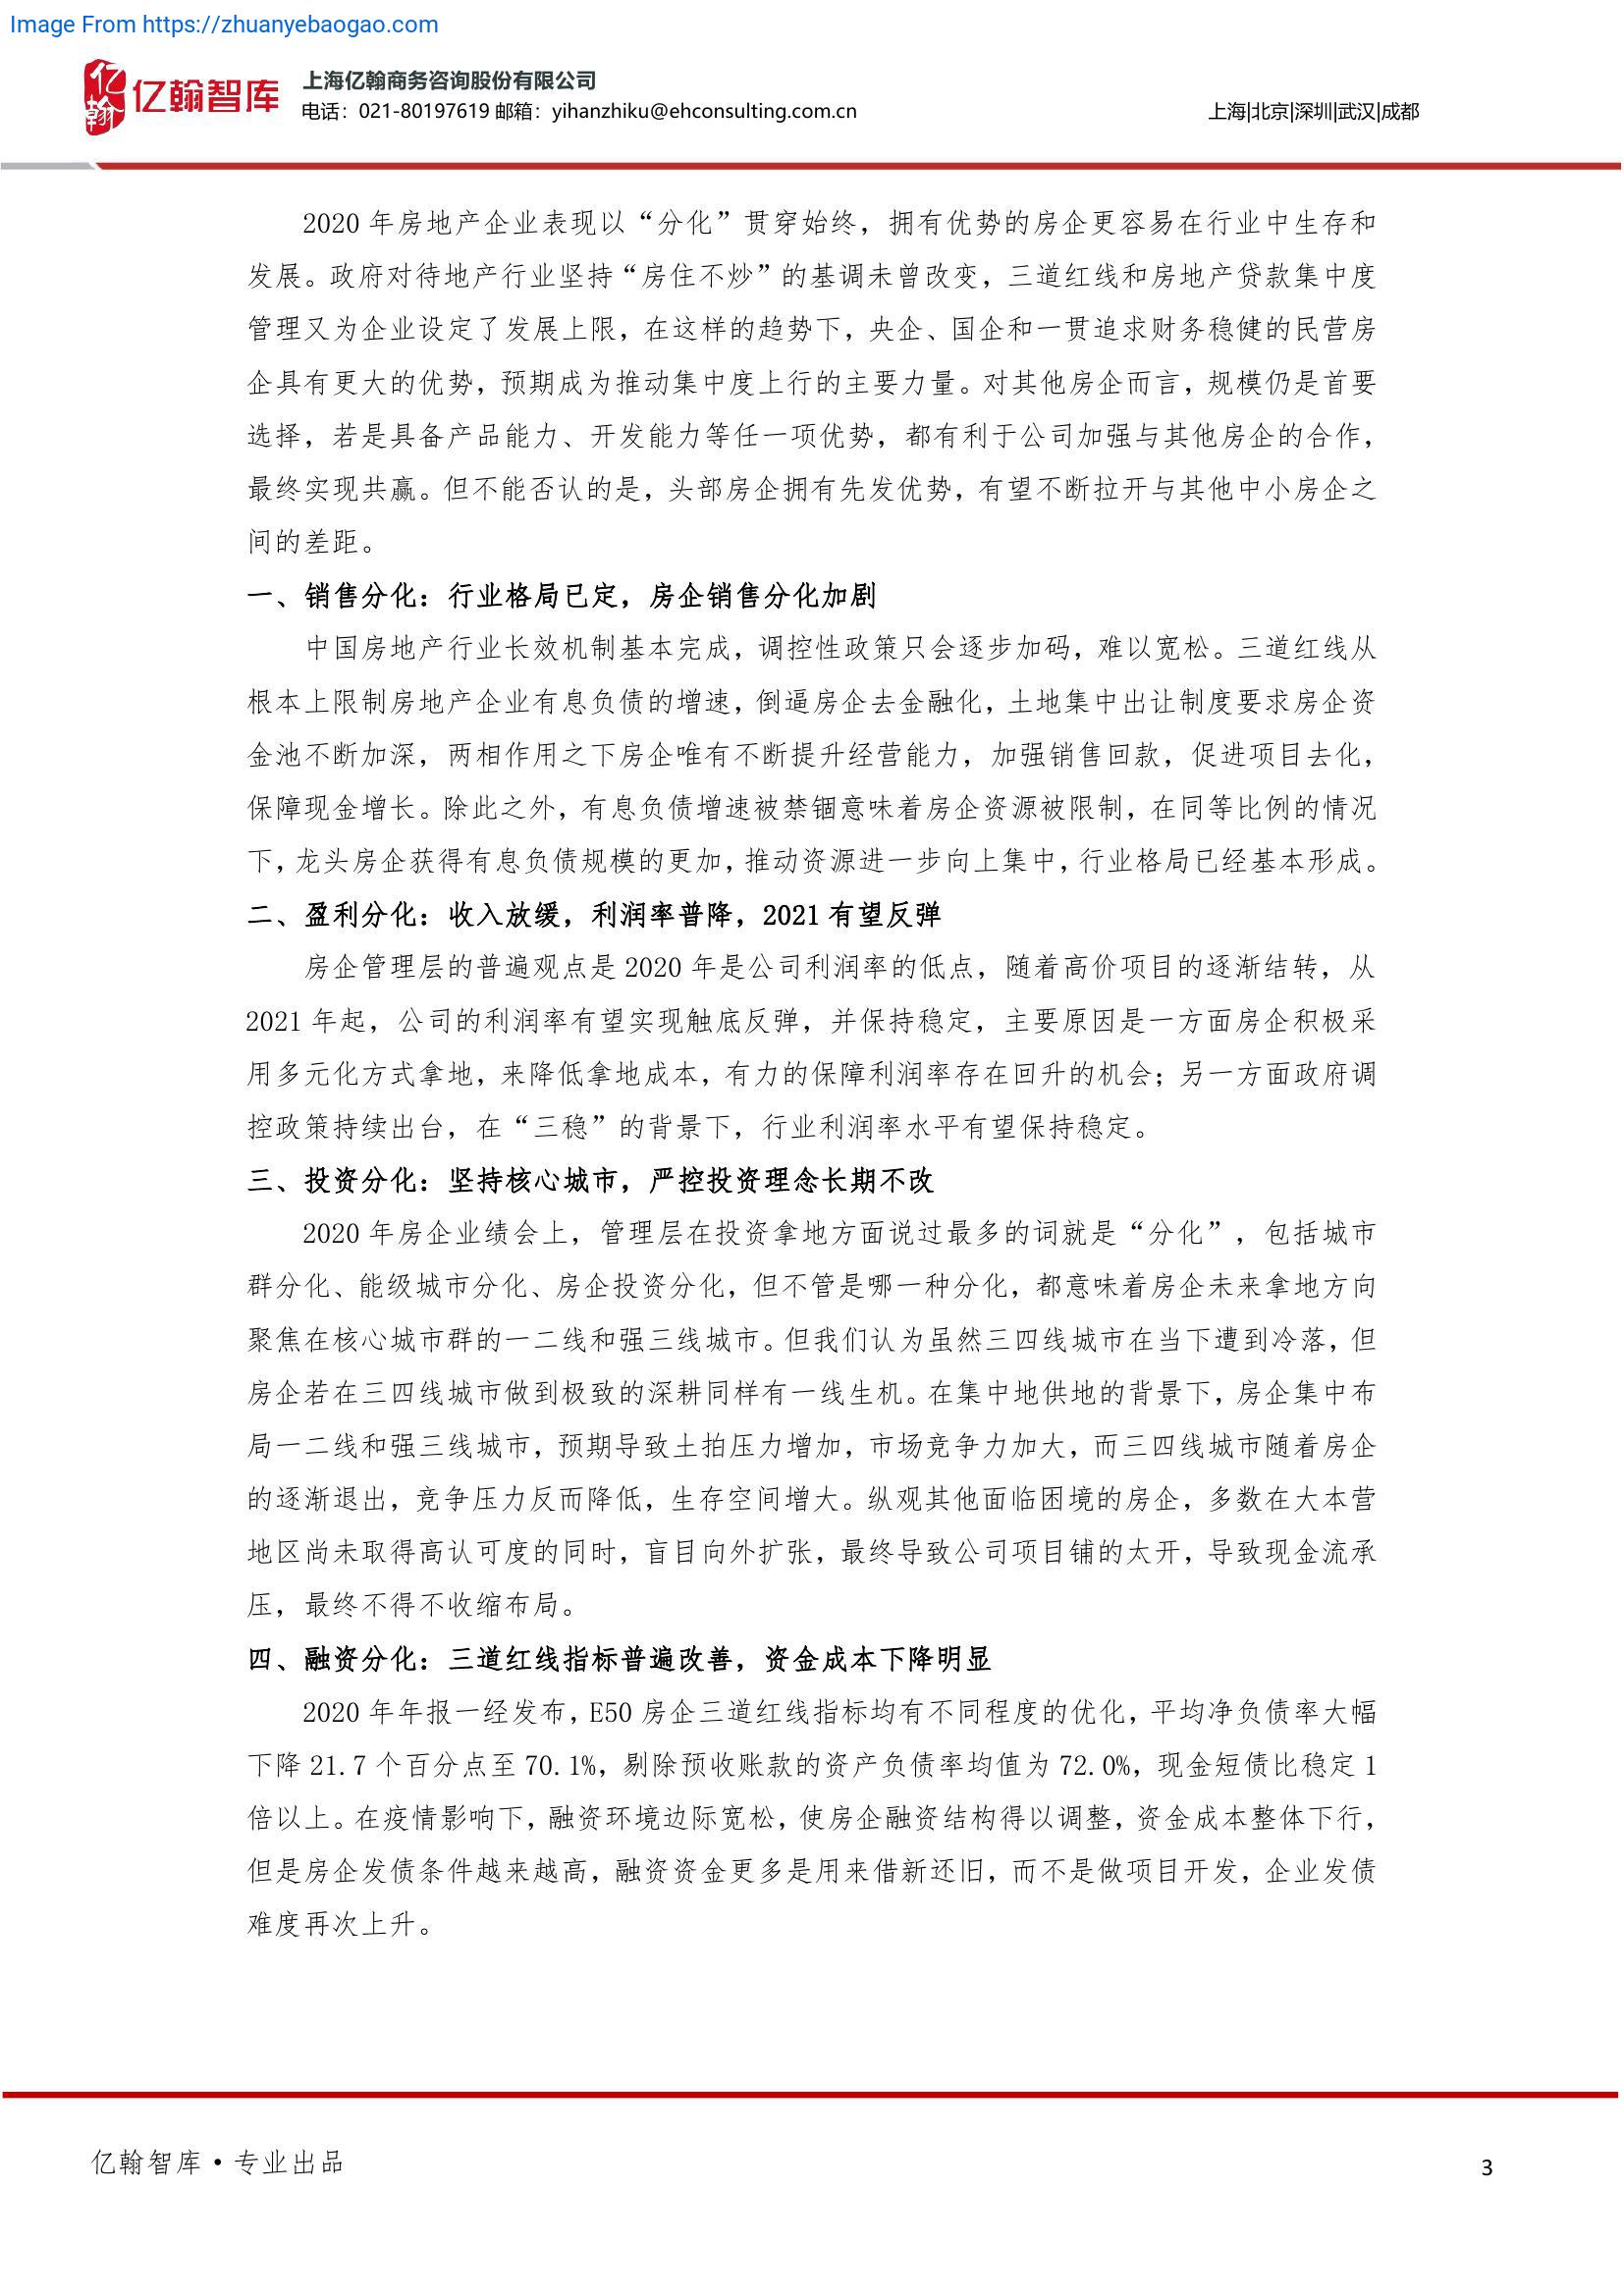 Image From https://zhuanyebaogao.com
亿翰
亿翰智库
上海亿翰商务咨询股份有限公司
电话：021-80197619 邮箱：yihanzhiku@ehconsulting.com.cn
上海|北京|深圳|武汉|成都
2020 年房地产企业表现以“分化”贯穿始终，拥有优势的房企更容易在行业中生存和
发展。政府对待地产行业坚持“房住不炒”的基调未曾改变，三道红线和房地产贷款集中度
管理又为企业设定了发展上限，在这样的趋势下，央企、国企和一贯追求财务稳健的民营房
企具有更大的优势，预期成为推动集中度上行的主要力量。对其他房企而言，规模仍是首要
选择，若是具备产品能力、开发能力等任一项优势，都有利于公司加强与其他房企的合作，
最终实现共赢。但不能否认的是，头部房企拥有先发优势，有望不断拉开与其他中小房企之
间的差距。
一、销售分化：行业格局已定，房企销售分化加剧
中国房地产行业长效机制基本完成，调控性政策只会逐步加码，难以宽松。三道红线从
根本上限制房地产企业有息负债的增速，倒逼房企去金融化，土地集中出让制度要求房企资
金池不断加深，两相作用之下房企唯有不断提升经营能力，加强销售回款，促进项目去化，
保障现金增长。除此之外，有息负债增速被禁锢意味着房企资源被限制，在同等比例的情况
下，龙头房企获得有息负债规模的更加，推动资源进一步向上集中，行业格局已经基本形成。
二、盈利分化：收入放缓，利润率普降，2021 有望反弹
房企管理层的普遍观点是 2020 年是公司利润率的低点，随着高价项目的逐渐结转，从
2021 年起，公司的利润率有望实现触底反弹，并保持稳定，主要原因是一方面房企积极采
用多元化方式拿地，来降低拿地成本，有力的保障利润率存在回升的机会；另一方面政府调
控政策持续出台，在“三稳”的背景下，行业利润率水平有望保持稳定。
三、投资分化：坚持核心城市，严控投资理念长期不改
2020 年房企业绩会上，管理层在投资拿地方面说过最多的词就是“分化”，包括城市
群分化、能级城市分化、房企投资分化，但不管是哪一种分化，都意味着房企未来拿地方向
聚焦在核心城市群的一二线和强三线城市。但我们认为虽然三四线城市在当下遭到冷落，但
房企若在三四线城市做到极致的深耕同样有一线生机。在集中地供地的背景下，房企集中布
局一二线和强三线城市，预期导致土拍压力增加，市场竞争力加大，而三四线城市随着房企
的逐渐退出，竞争压力反而降低，生存空间增大。纵观其他面临困境的房企，多数在大本营
地区尚未取得高认可度的同时，盲目向外扩张，最终导致公司项目铺的太开，导致现金流承
压，最终不得不收缩布局。
四、融资分化：三道红线指标普遍改善，资金成本下降明显
2020 年年报一经发布，E50 房企三道红线指标均有不同程度的优化，平均净负债率大幅
下降 21.7 个百分点至 70.1%，剔除预收账款的资产负债率均值为 72.0%，现金短债比稳定 1
倍以上。在疫情影响下，融资环境边际宽松，使房企融资结构得以调整，资金成本整体下行，
但是房企发债条件越来越高，融资资金更多是用来借新还旧，而不是做项目开发，企业发债
难度再次上升。
亿翰智库•专业出品
3